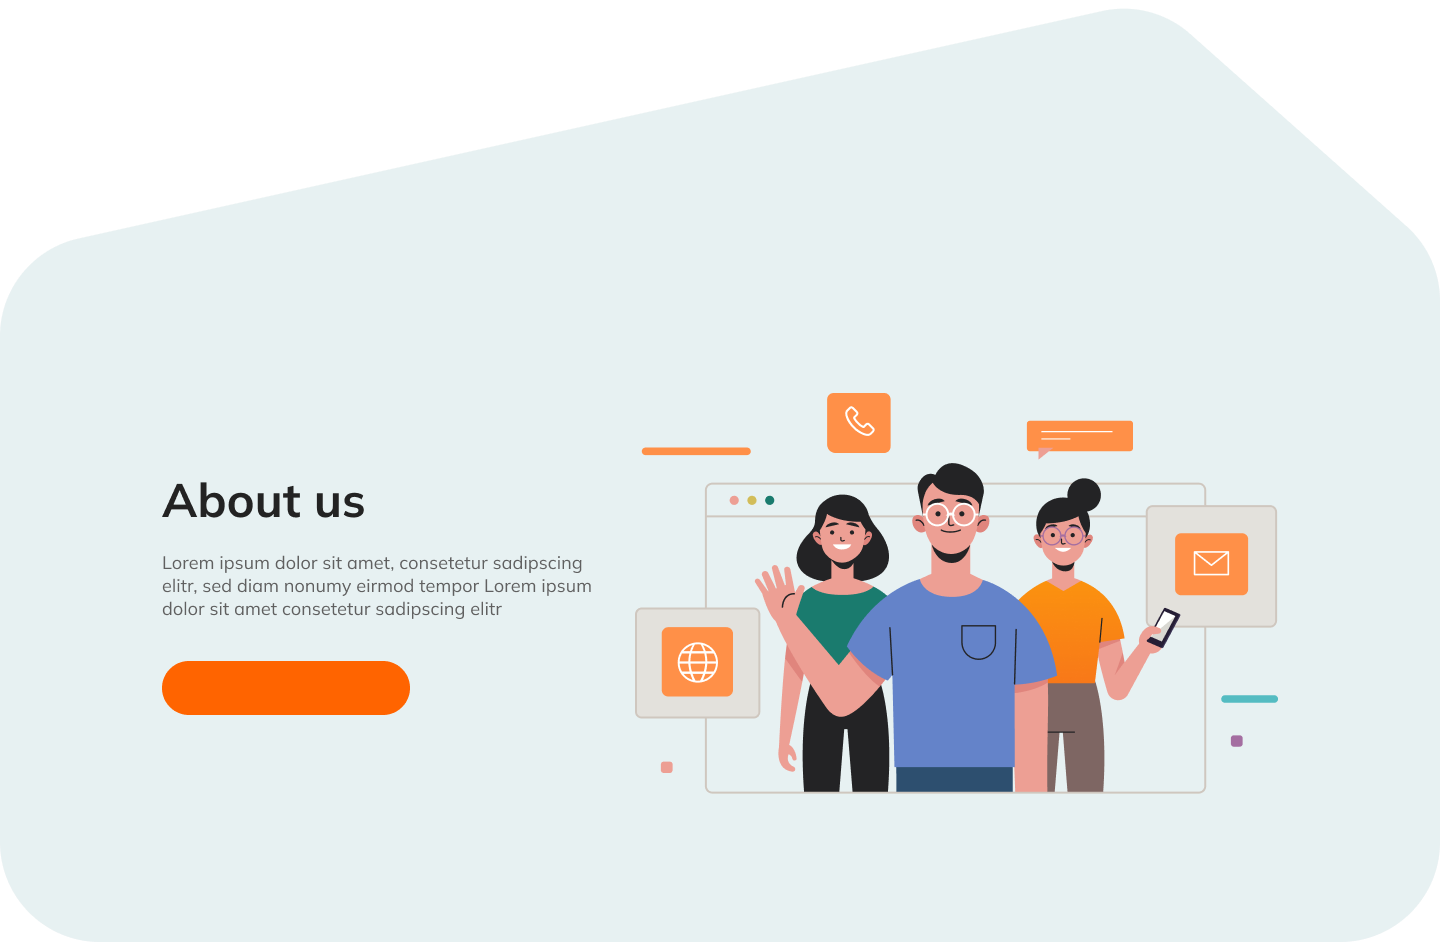 About us
Lorem ipsum dolor sit amet, consetetur sadipscing
elitr, sed diam nonumy eirmod tempor Lorem ipsum
dolor sit amet consetetur sadipscing elitr